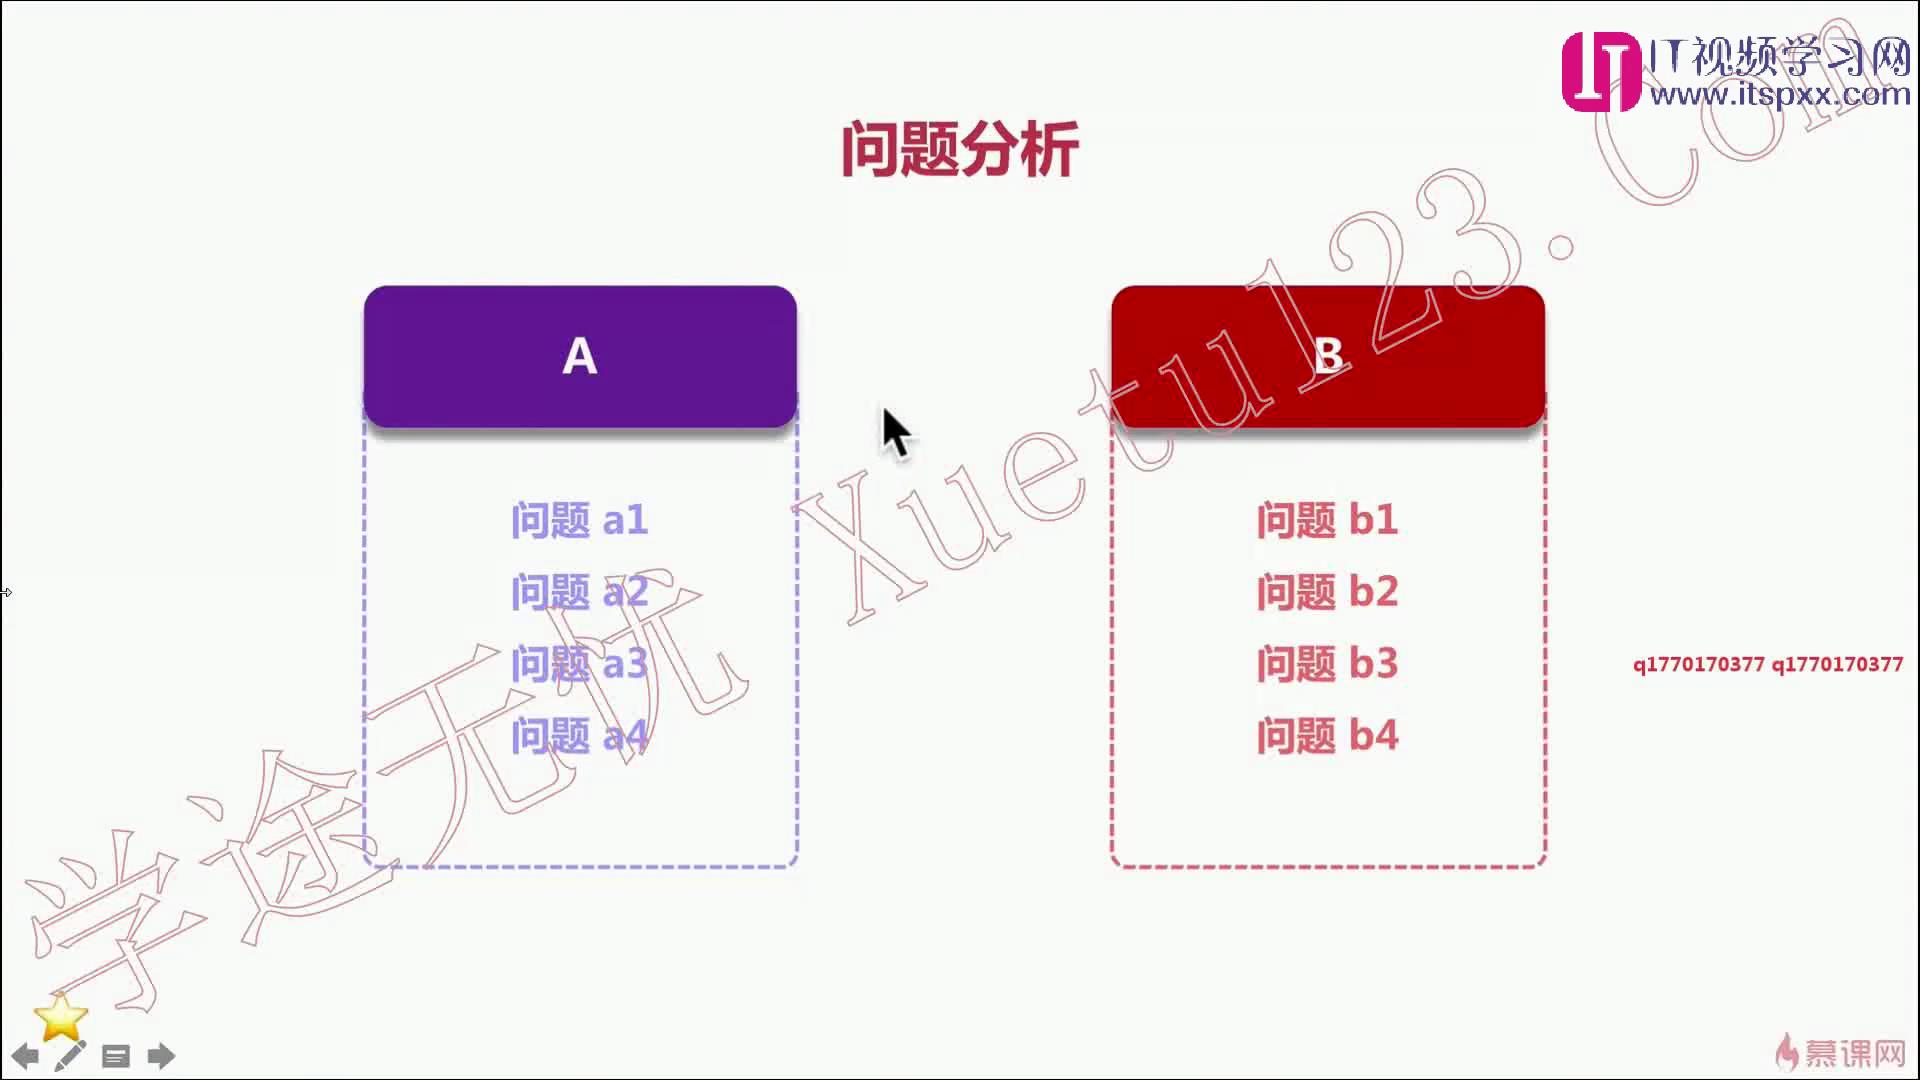 IT视频学习网
www.itspxx.com
问题分析
A
B
问题 a1
问题 b1
问题 a2
问题 b2
问题 a3
问题 b3
问题 a4
问题 b4
q1770170377 q1770170377
学途无忧 Xuetu123.Com
慕课网